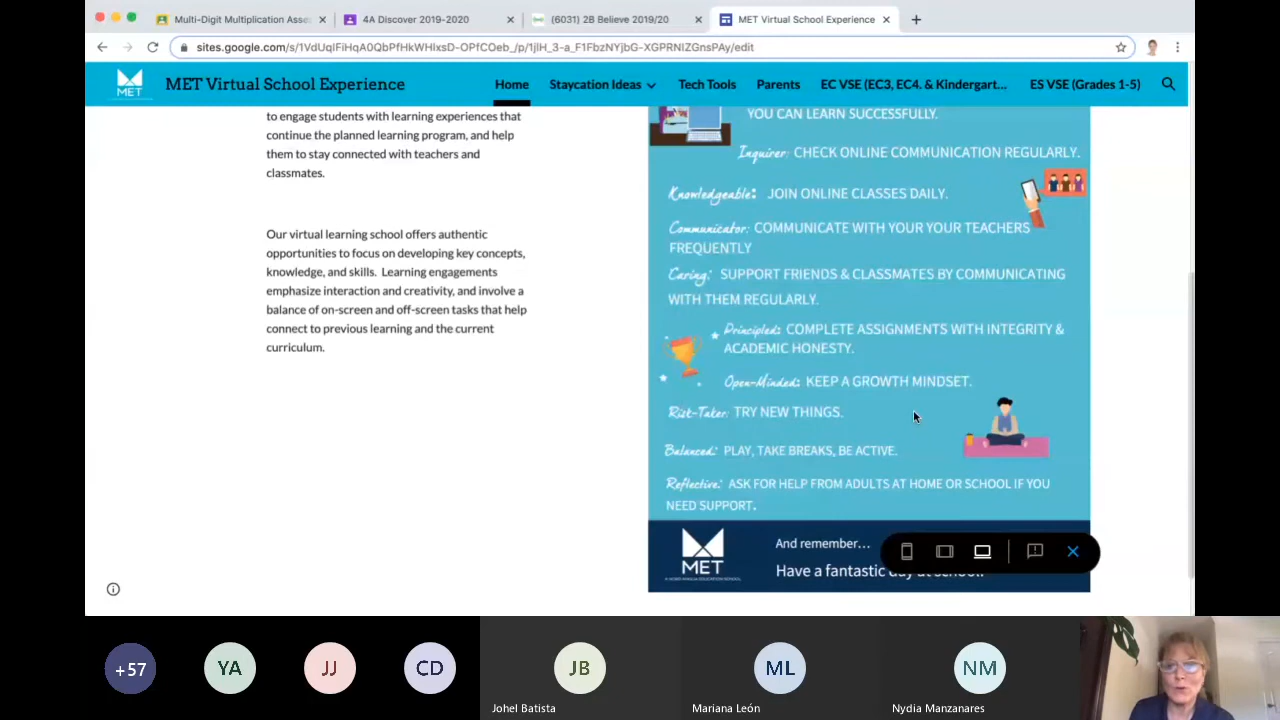 Multi-Digit Multiplication Asse
4A Discover 2019-2020
(6031) 2B Believe 2019/20
MET Virtual School Experience
sites.google.com/s/1VdUqlFiHqA0QbPfHkWHIxsD-OPfCOeb_/p/1jlH_3-a_F1FbzNYjbG-XGPRNIZGnsPAy/edit
MET
MET Virtual School Experience
Home
Staycation Ideas
Tech Tools
Parents
EC VSE (EC3, EC4. & Kindergart...
ES VSE (Grades 1-5)
to engage students with learning experiences that
continue the planned learning program, and help
them to stay connected with teachers and
classmates.
Our virtual learning school offers authentic
opportunities to focus on developing key concepts,
knowledge, and skills. Learning engagements
emphasize interaction and creativity, and involve a
balance of on-screen and off-screen tasks that help
connect to previous learning and the current
curriculum.
YOU CAN LEARN SUCCESSFULLY.
Inquirer: CHECK ONLINE COMMUNICATION REGULARLY.
Knowledgeable: JOIN ONLINE CLASSES DAILY.
Communicator: COMMUNICATE WITH YOUR YOUR TEACHERS
FREQUENTLY
Caring: SUPPORT FRIENDS & CLASSMATES BY COMMUNICATING
WITH THEM REGULARLY.
Principled: COMPLETE ASSIGNMENTS WITH INTEGRITY &
ACADEMIC HONESTY.
Open-Minded: KEEP A GROWTH MINDSET.
Risk-Taker: TRY NEW THINGS.
Balanced: PLAY, TAKE BREAKS, BE ACTIVE.
Reflective: ASK FOR HELP FROM ADULTS AT HOME OR SCHOOL IF YOU
NEED SUPPORT.
MET
And remember...
Have a fantastic day at school!
+57
YA
JJ
CD
JB
ML
NM
Johel Batista
Mariana León
Nydia Manzanares